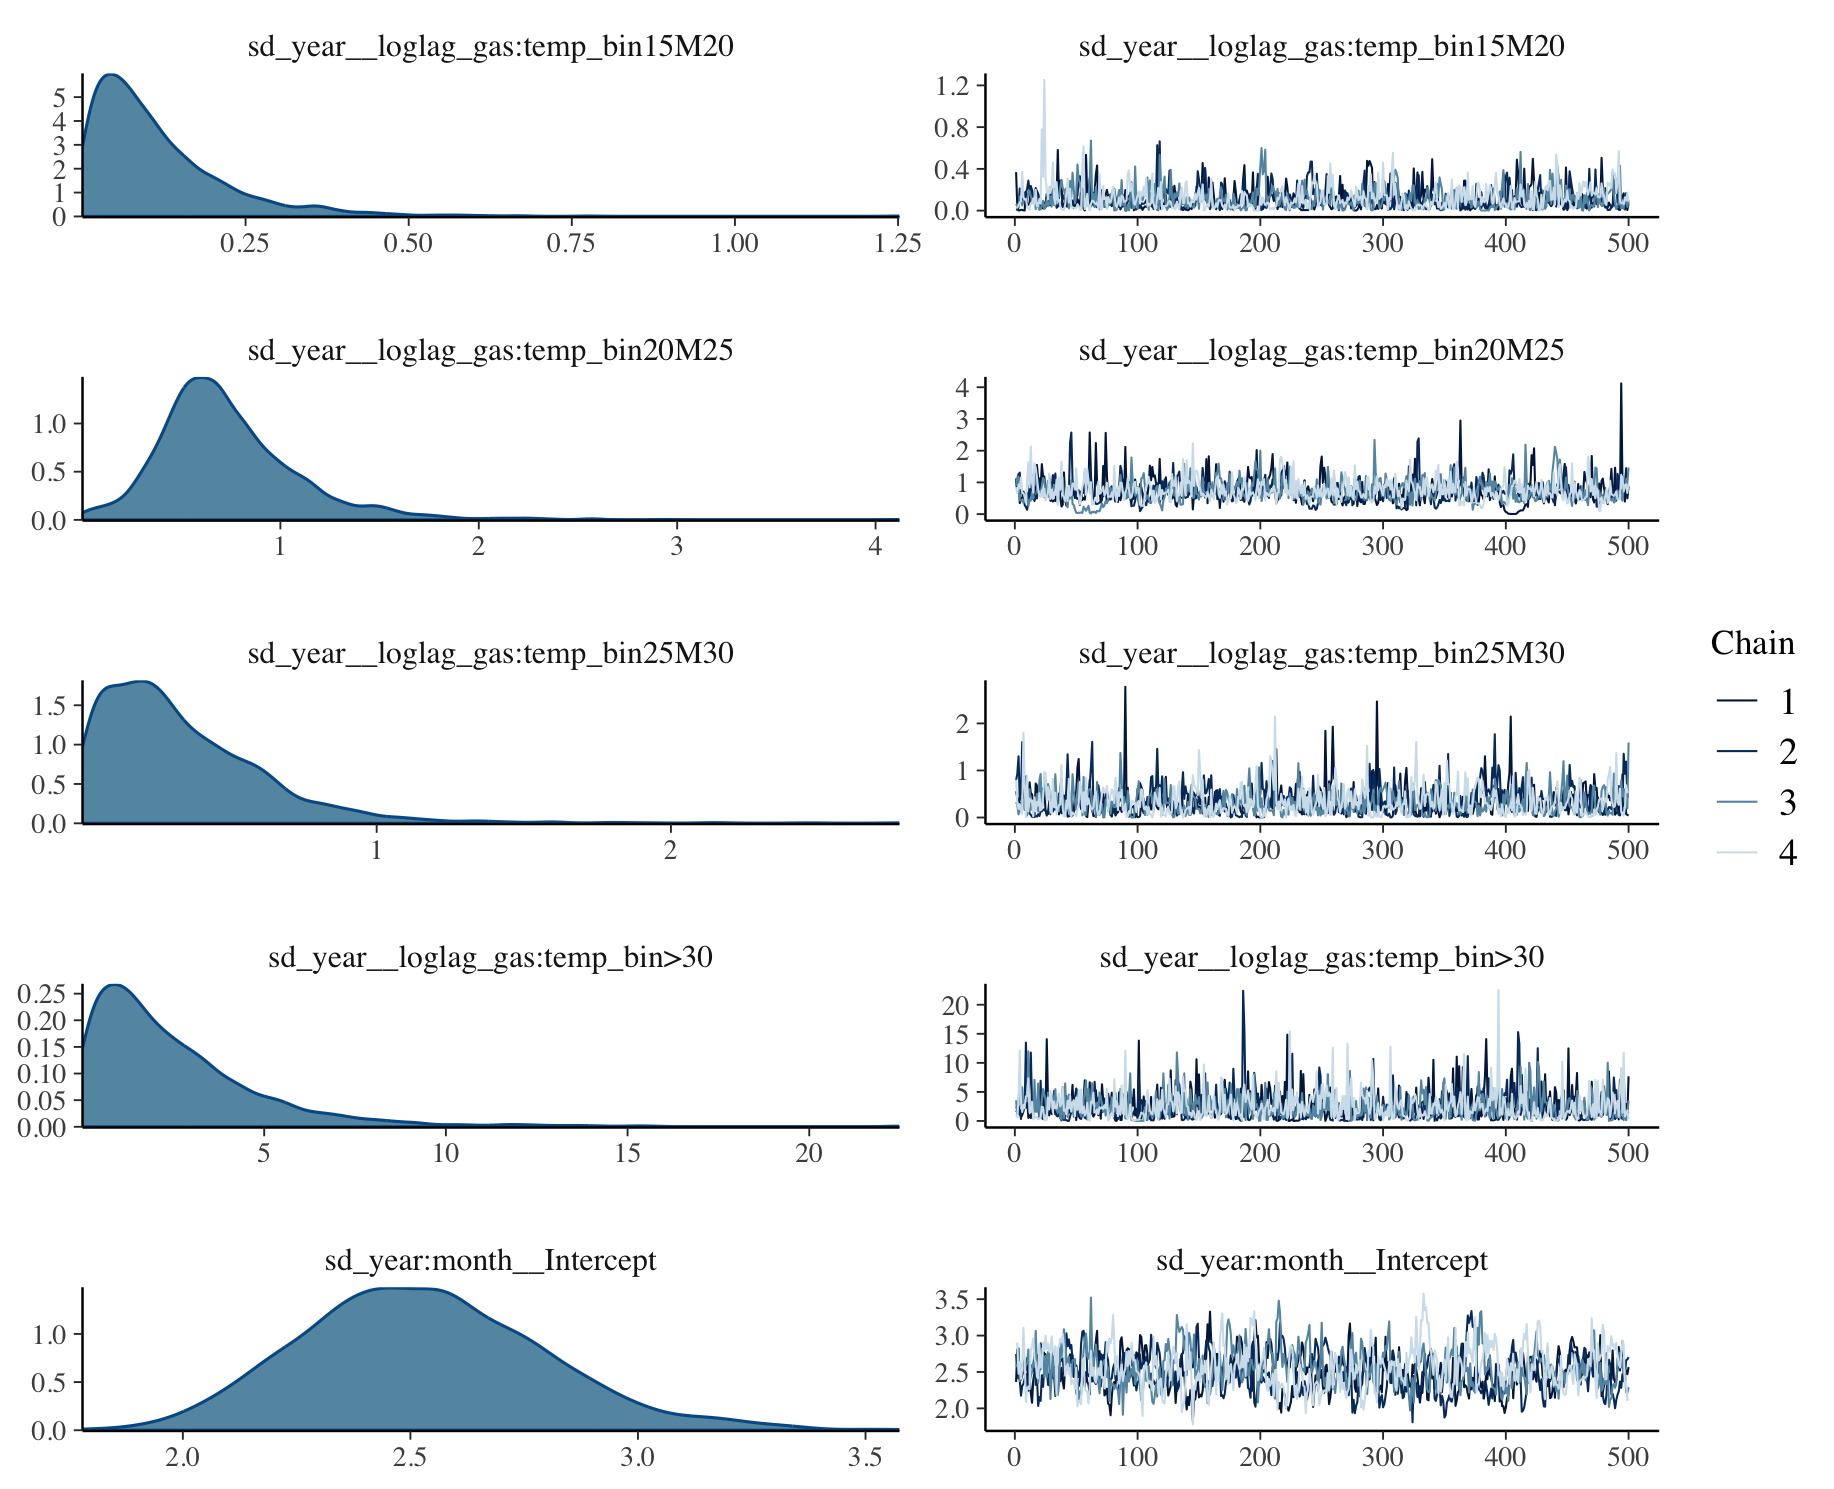 sd_year__loglag_gas:temp_bin15M20
5
4
3
2
1
0
0.25 0.50 0.75 1.00 1.25
sd_year__loglag_gas:temp_bin15M20
1.2
0.8
0.4
0.0
0 100 200 300 400 500
sd_year__loglag_gas:temp_bin20M25
1.0
0.5
0.0
1 2 3 4
sd_year__loglag_gas:temp_bin20M25
4
3
2
1
0
0 100 200 300 400 500
sd_year__loglag_gas:temp_bin25M30
1.5
1.0
0.5
0.0
1 2
sd_year__loglag_gas:temp_bin25M30
2
1
0
0 100 200 300 400 500
Chain
1
2
3
4
sd_year__loglag_gas:temp_bin>30
0.25
0.20
0.15
0.10
0.05
0.00
5 10 15 20
sd_year__loglag_gas:temp_bin>30
20
15
10
5
0
0 100 200 300 400 500
sd_year:month__Intercept
1.0
0.5
0.0
2.0 2.5 3.0 3.5
sd_year:month__Intercept
3.5
3.0
2.5
2.0
0 100 200 300 400 500